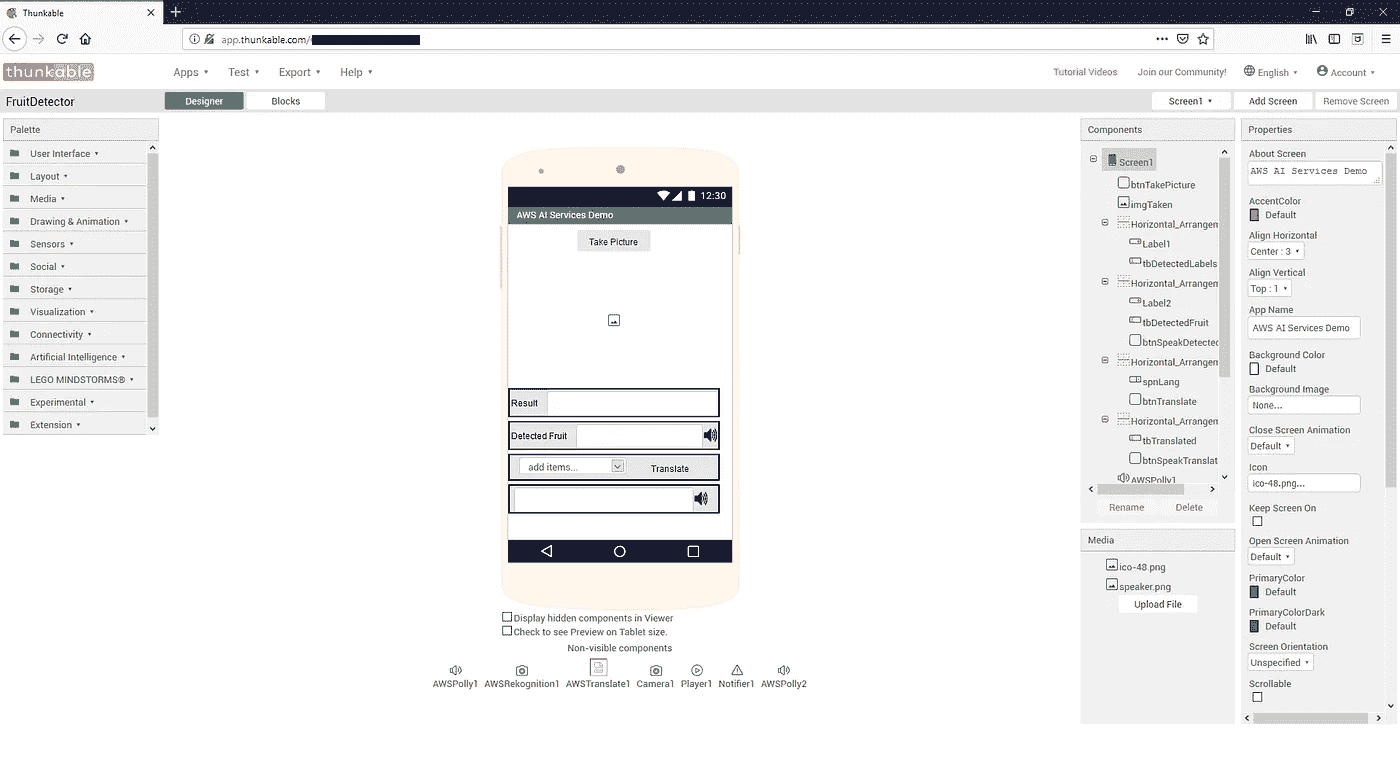 Thunkable
app.thunkable.com/
thunkable
Apps
Test
Export
Help
Tutorial Videos
Join our Community!
English
Account
FruitDetector
Designer
Blocks
Screen1
Add Screen
Remove Screen
Palette
User Interface
Layout
Media
Drawing & Animation
Sensors
Social
Storage
Visualization
Connectivity
Artificial Intelligence
LEGO MINDSTORMS®
Experimental
Extension
12:30
AWS AI Services Demo
Take Picture
Result
Detected Fruit
add items...
Translate
Display hidden components in Viewer
Check to see Preview on Tablet size.
Non-visible components
AWSPolly1
AWSRekognition1
AWSTranslate1
Camera1
Player1
Notifier1
AWSPolly2
Components
Screen1
btnTakePicture
imgTaken
Horizontal_Arrangem
Label1
tbDetectedLabels
Horizontal_Arrangem
Label2
tbDetectedFruit
btnSpeakDetected
Horizontal_Arrangem
spnLang
btnTranslate
Horizontal_Arrangem
tbTranslated
btnSpeakTranslat
AWSPolly1
Rename
Delete
Media
ico-48.png
speaker.png
Upload File
Properties
About Screen
AWS AI Services Demo
AccentColor
Default
Align Horizontal
Center : 3
Align Vertical
Top : 1
App Name
AWS AI Services Demo
Background Color
Default
Background Image
None...
Close Screen Animation
Default
Icon
ico-48.png...
Keep Screen On
Open Screen Animation
Default
PrimaryColor
Default
PrimaryColorDark
Default
Screen Orientation
Unspecified
Scrollable